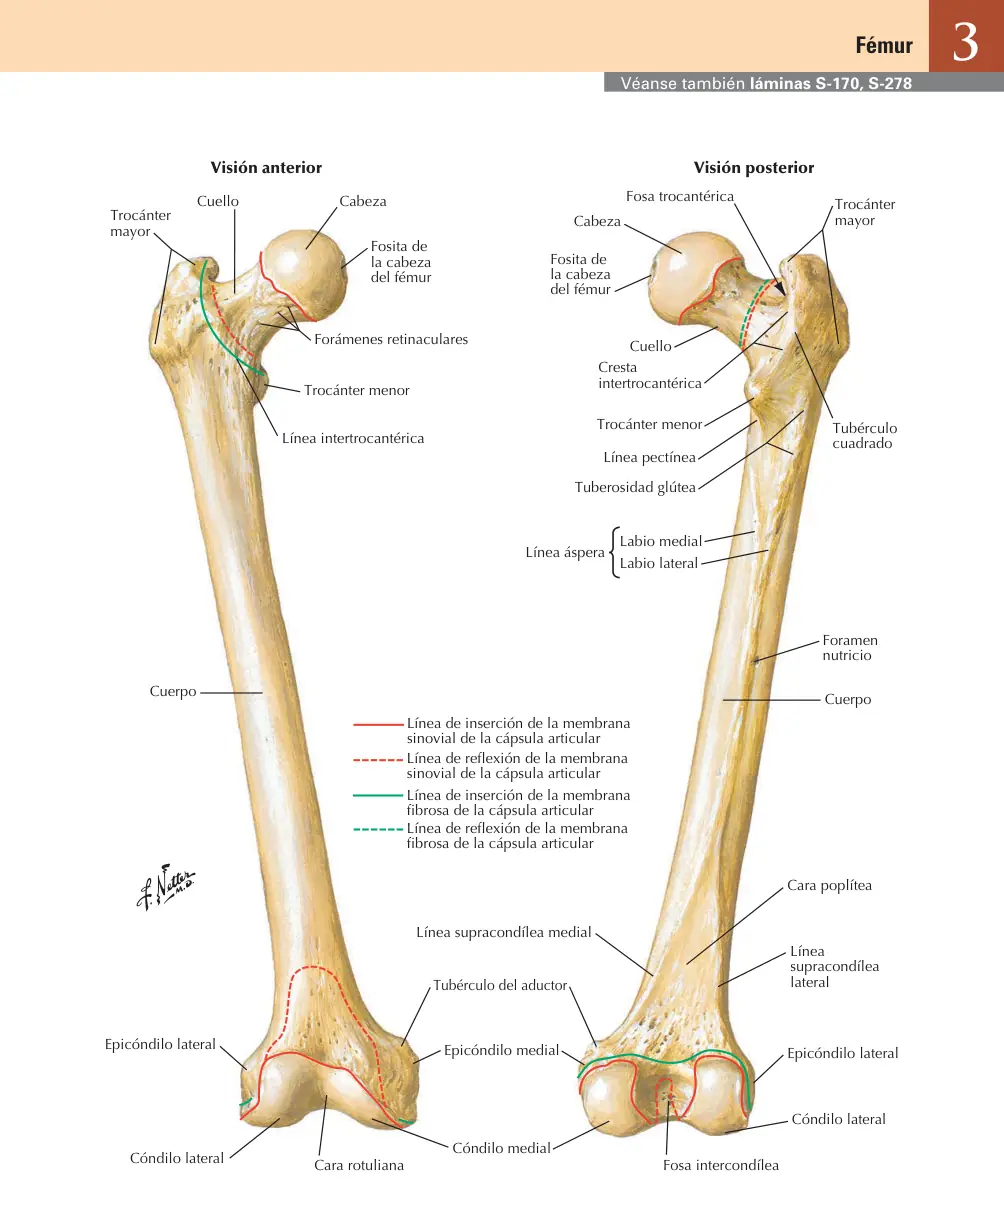 Fémur
3
Véanse también láminas S-170, S-278
Visión anterior
Trocánter
mayor
Cuello
Cabeza
Fosita de
la cabeza
del fémur
Forámenes retinaculares
Trocánter menor
Línea intertrocantérica
Cuerpo
Visión posterior
Fosa trocantérica
Trocánter
mayor
Cabeza
Fosita de
la cabeza
del fémur
Cuello
Cresta
intertrocantérica
Trocánter menor
Tubérculo
cuadrado
Línea pectínea
Tuberosidad glútea
Línea áspera
Labio medial
Labio lateral
Foramen
nutricio
Cuerpo
Línea de inserción de la membrana
sinovial de la cápsula articular
Línea de reflexión de la membrana
sinovial de la cápsula articular
Línea de inserción de la membrana
fibrosa de la cápsula articular
Línea de reflexión de la membrana
fibrosa de la cápsula articular
F. Netter
M.D.
Cara poplítea
Línea supracondílea medial
Línea
supracondílea
lateral
Tubérculo del aductor
Epicóndilo lateral
Epicóndilo medial
Epicóndilo lateral
Cóndilo lateral
Cóndilo medial
Cóndilo lateral
Cara rotuliana
Fosa intercondílea